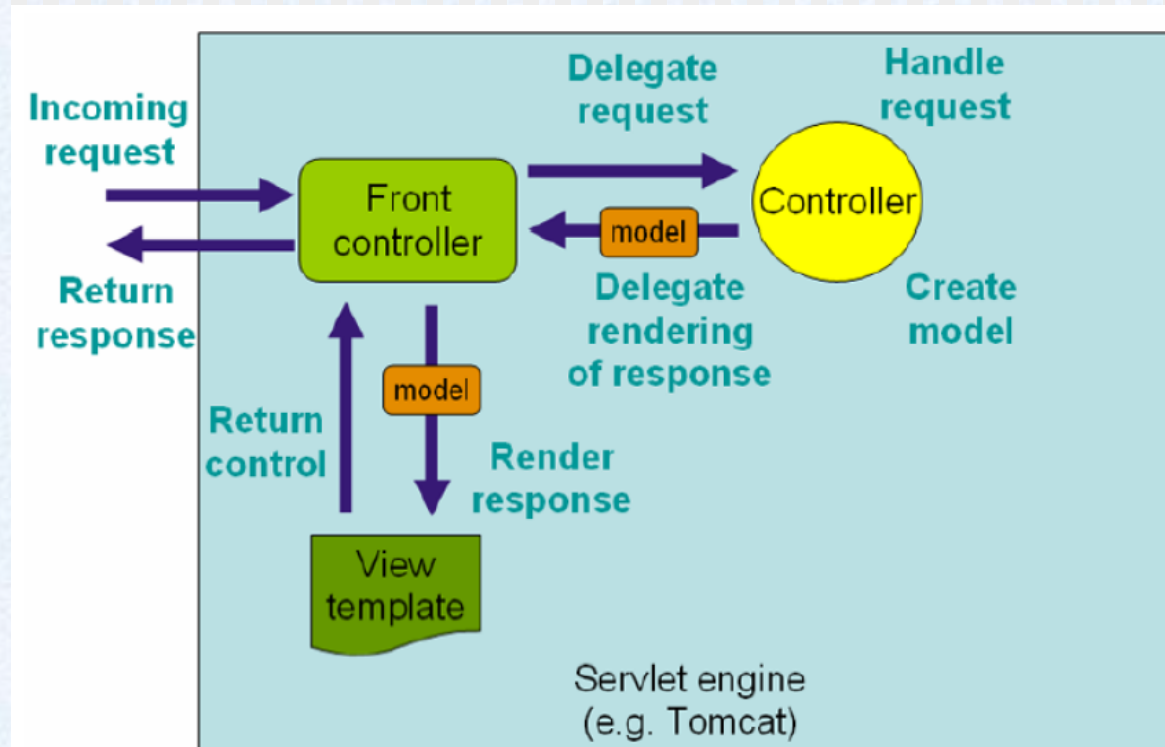 Incoming
request
Return
response
Front
controller
Delegate
request
Handle
request
Controller
model
Delegate
rendering
of response
Create
model
Return
control
model
Render
response
View
template
Servlet engine
(e.g. Tomcat)